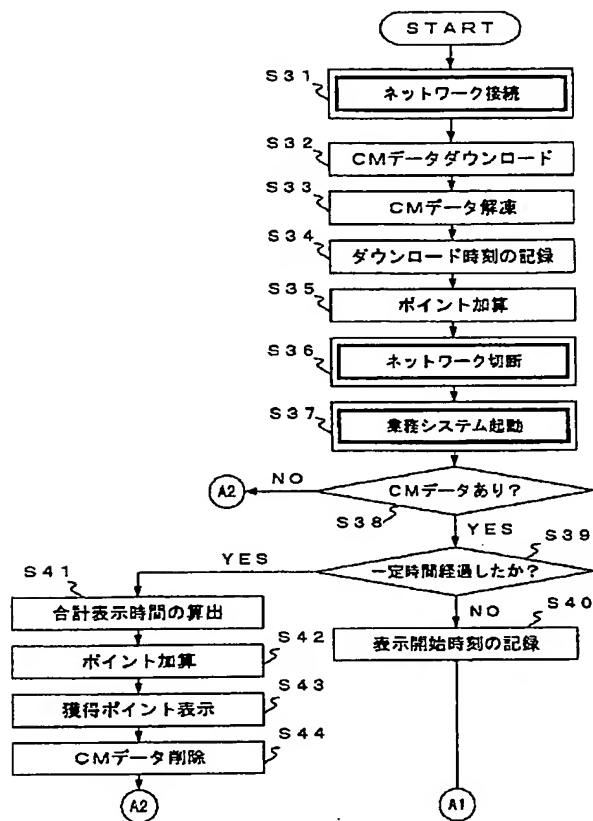 START
S31
ネットワーク接続
S32
CMデータダウンロード
S33
CMデータ解凍
S34
ダウンロード時刻の記録
S35
ポイント加算
S36
ネットワーク切断
S37
業務システム起動
A2
NO
CMデータあり?
S38
YES
S39
YES
一定時間経過したか?
S41
合計表示時間の算出
NO
S40
表示開始時刻の記録
S42
ポイント加算
S43
獲得ポイント表示
S44
CMデータ削除
A2
A1